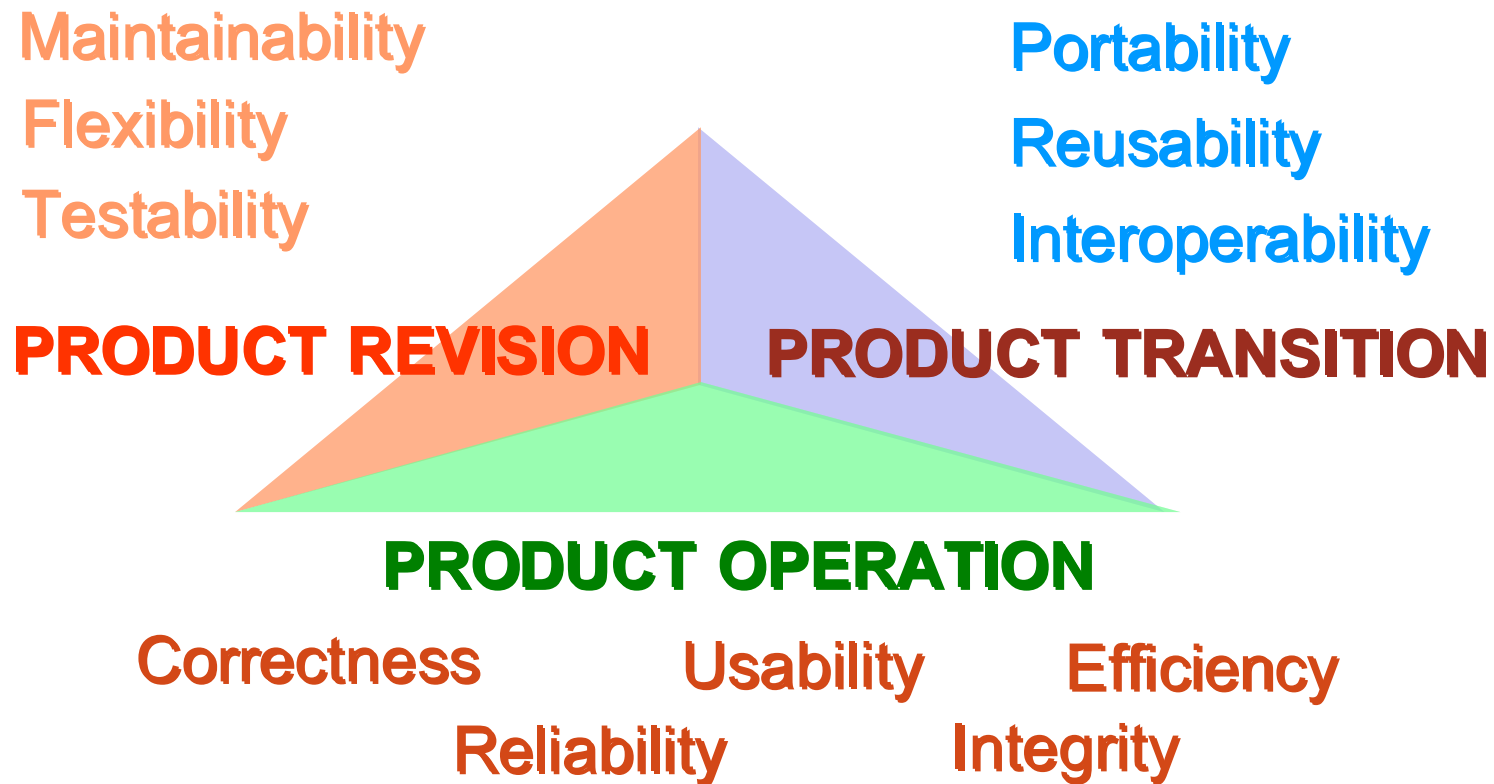 Maintainability
Flexibility
Testability
Portability
Reusability
Interoperability
PRODUCT REVISION
PRODUCT TRANSITION
PRODUCT OPERATION
Correctness
Usability
Efficiency
Reliability
Integrity